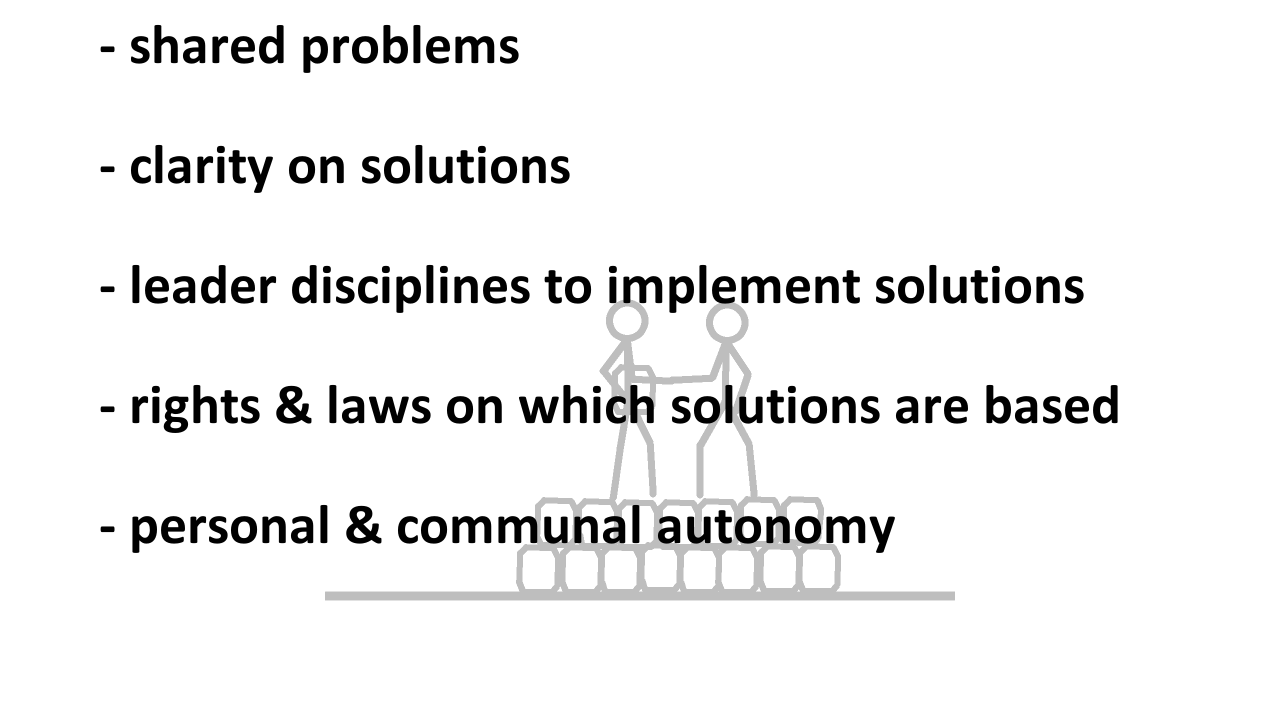 - shared problems
- clarity on solutions
- leader disciplines to implement solutions
- rights & laws on which solutions are based
- personal & communal autonomy